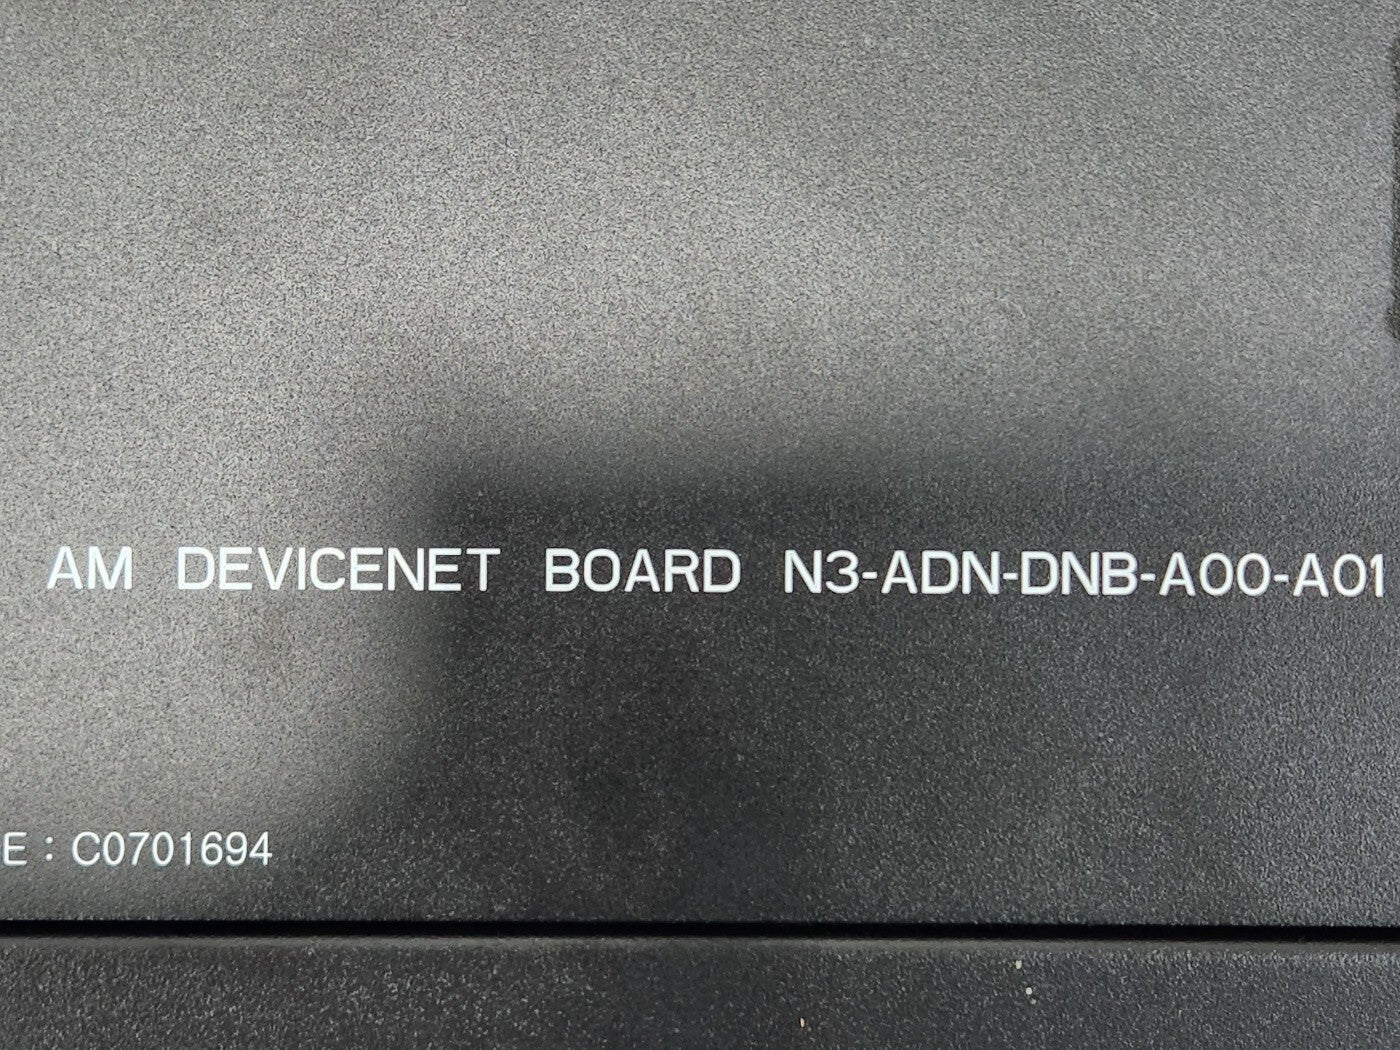 AM DEVICENET BOARD N3-ADN-DNB-A00-A01
E : C0701694